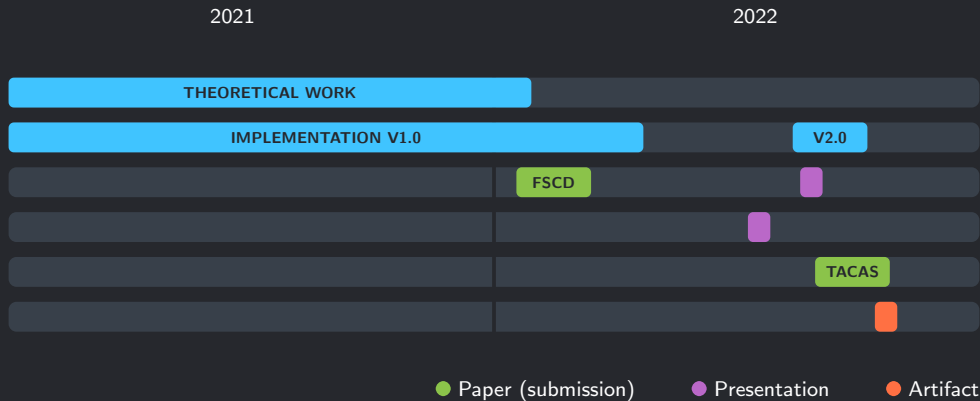 2021 2022
THEORETICAL WORK
IMPLEMENTATION V1.0 V2.0
FSCD
TACAS
Paper (submission) Presentation Artifact